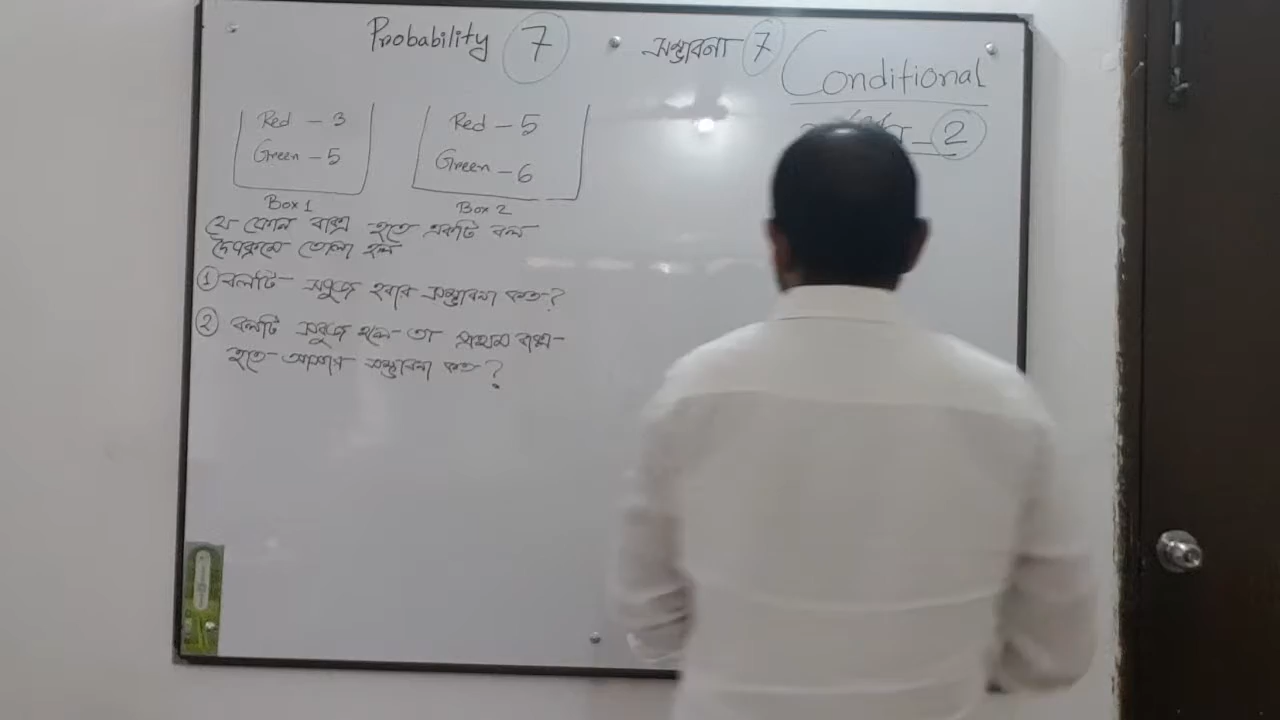 Probability 7
সম্ভাবনা 7
Conditional
2
Red - 3
Green - 5
Box 1
Red - 5
Green - 6
Box 2
যে কোন বাক্স হতে একটি বল
দৈবক্রমে তোলা হল
① বলটি সবুজ হবার সম্ভাবনা কত?
② বলটি সবুজ হলে তা প্রথম বাক্স
হতে আসার সম্ভাবনা কত?